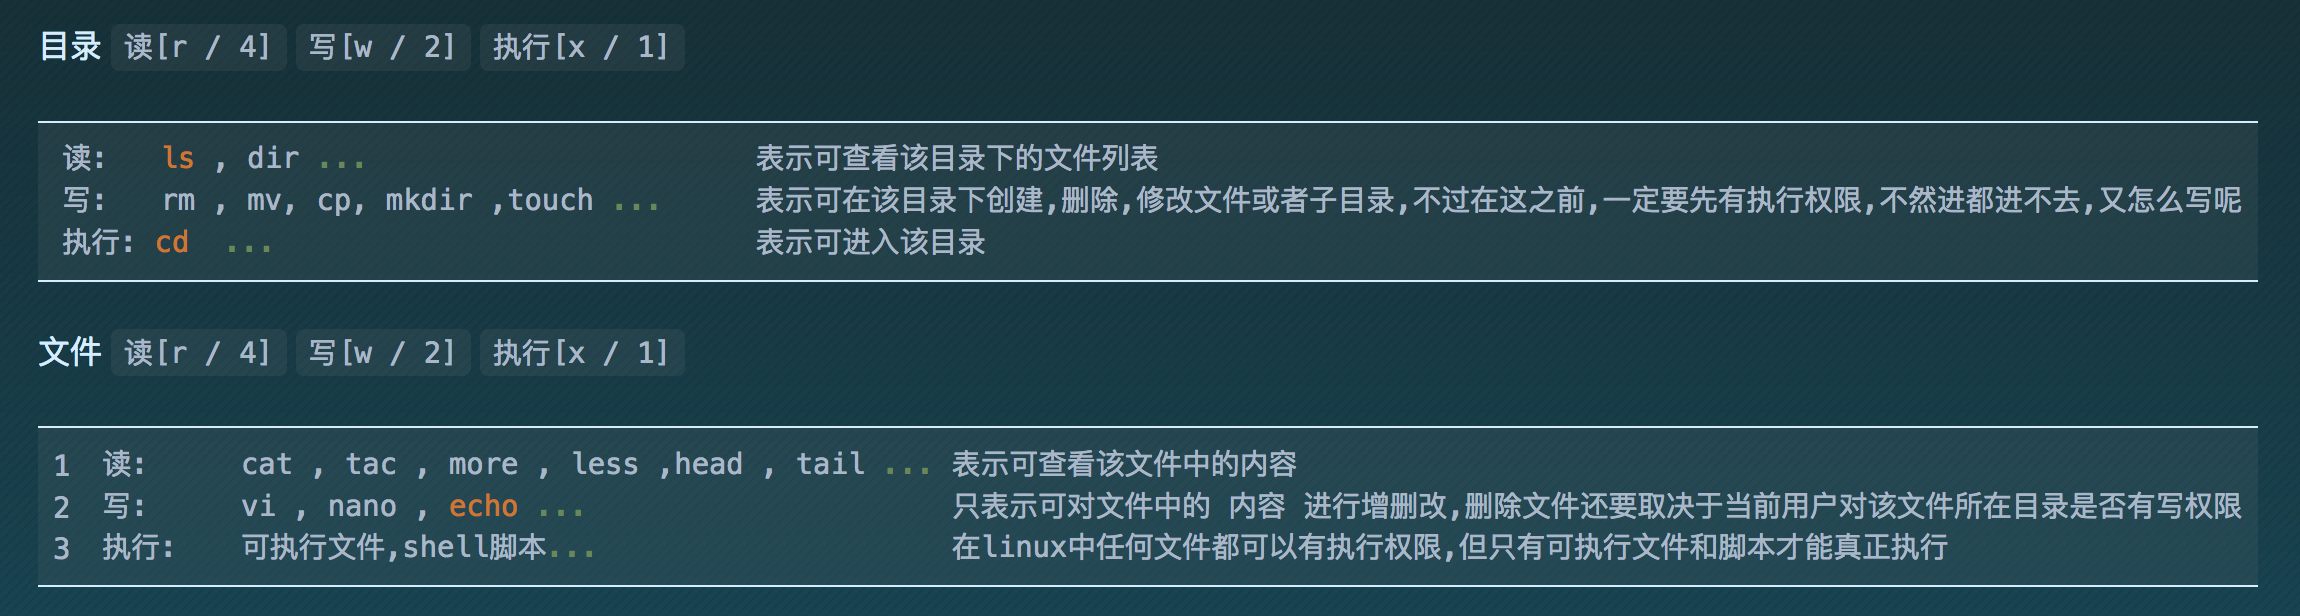 目录 读[r / 4] 写[w / 2] 执行[x / 1]
读: ls , dir ... 表示可查看该目录下的文件列表
写: rm , mv, cp, mkdir ,touch ... 表示可在该目录下创建,删除,修改文件或者子目录,不过在这之前,一定要先有执行权限,不然进都进不去,又怎么写呢
执行: cd ... 表示可进入该目录
文件 读[r / 4] 写[w / 2] 执行[x / 1]
1 读: cat , tac , more , less ,head , tail ... 表示可查看该文件中的内容
2 写: vi , nano , echo ... 只表示可对文件中的 内容 进行增删改,删除文件还要取决于当前用户对该文件所在目录是否有写权限
3 执行: 可执行文件,shell脚本... 在linux中任何文件都可以有执行权限,但只有可执行文件和脚本才能真正执行